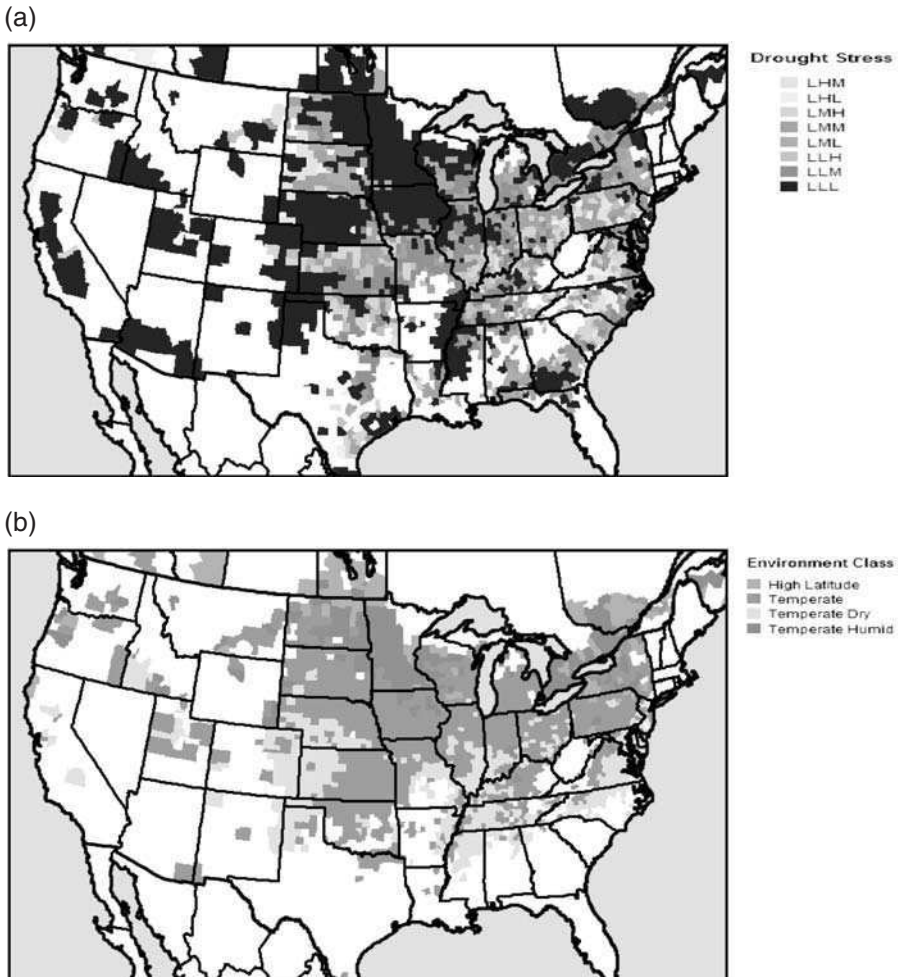 (a)
Drought Stress
LHM
LHL
LMH
LMM
LML
LLH
LLM
LLL
(b)
Environment Class
High Latitude
Temperate
Temperate Dry
Temperate Humid